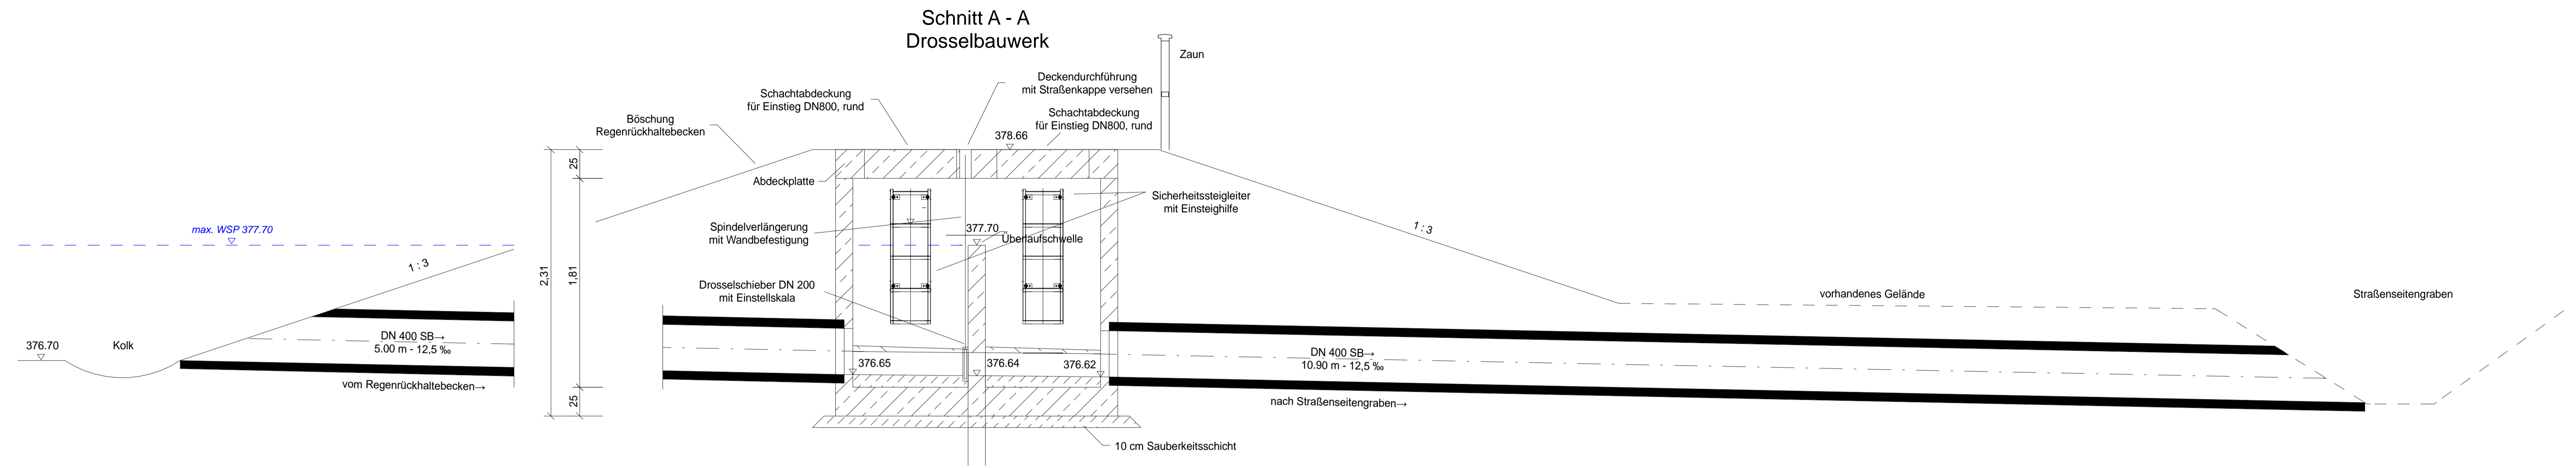 Schnitt A - A
Drosselbauwerk
Zaun
Deckendurchführung
mit Straßenkappe versehen
Schachtabdeckung
für Einstieg DN800, rund
Schachtabdeckung
für Einstieg DN800, rund
Böschung
Regenrückhaltebecken
378.66
25
Abdeckplatte
Sicherheitssteigleiter
mit Einsteighilfe
max. WSP 377.70
Spindelverlängerung
mit Wandbefestigung
377.70
Überlaufschwelle
1 : 3
1 : 3
2,31
1,81
Drosselschieber DN 200
mit Einstellskala
vorhandenes Gelände
Straßenseitengraben
376.70
Kolk
DN 400 SB→
5.00 m - 12,5 ‰
vom Regenrückhaltebecken→
376.65
376.64
376.62
DN 400 SB→
10.90 m - 12,5 ‰
nach Straßenseitengraben→
25
10 cm Sauberkeitsschicht